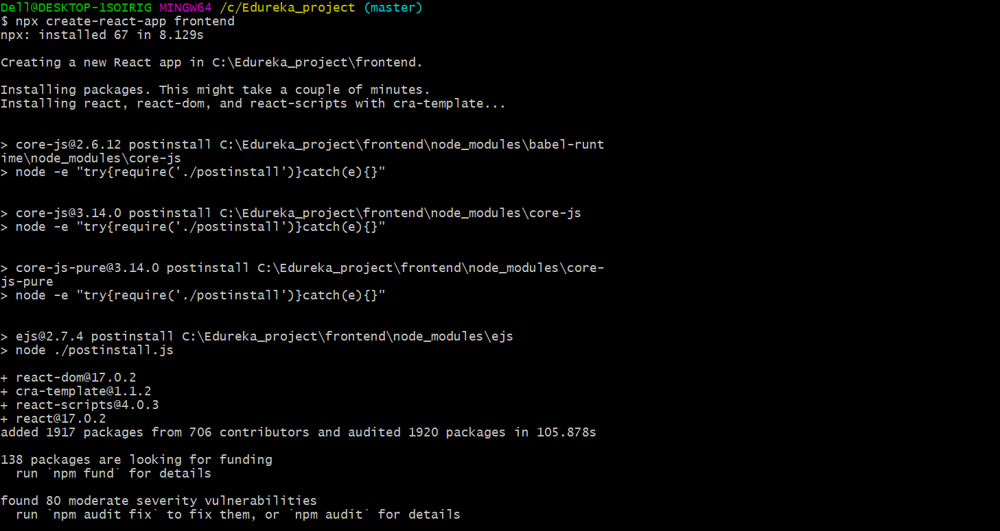 Dell@DESKTOP-1SOIRIG MINGW64 /c/Edureka_project (master)
$ npx create-react-app frontend
npx: installed 67 in 8.129s
Creating a new React app in C:\Edureka_project\frontend.
Installing packages. This might take a couple of minutes.
Installing react, react-dom, and react-scripts with cra-template...
> core-js@2.6.12 postinstall C:\Edureka_project\frontend\node_modules\babel-runt
ime\node_modules\core-js
> node -e "try{require('./postinstall')}catch(e){}"
> core-js@3.14.0 postinstall C:\Edureka_project\frontend\node_modules\core-js
> node -e "try{require('./postinstall')}catch(e){}"
> core-js-pure@3.14.0 postinstall C:\Edureka_project\frontend\node_modules\core-
js-pure
> node -e "try{require('./postinstall')}catch(e){}"
> ejs@2.7.4 postinstall C:\Edureka_project\frontend\node_modules\ejs
> node ./postinstall.js
+ react-dom@17.0.2
+ cra-template@1.1.2
+ react-scripts@4.0.3
+ react@17.0.2
added 1917 packages from 706 contributors and audited 1920 packages in 105.878s
138 packages are looking for funding
  run `npm fund` for details
found 80 moderate severity vulnerabilities
  run `npm audit fix` to fix them, or `npm audit` for details